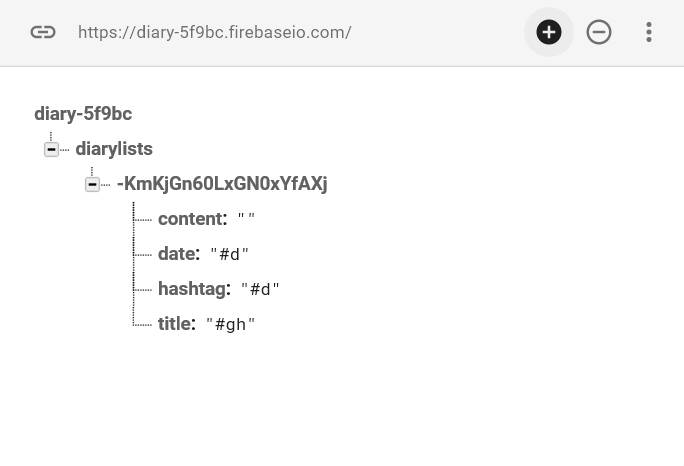 https://diary-5f9bc.firebaseio.com/
diary-5f9bc
diarylists
-KmKjGn60LxGN0xYfAXj
content: ""
date: "#d"
hashtag: "#d"
title: "#gh"